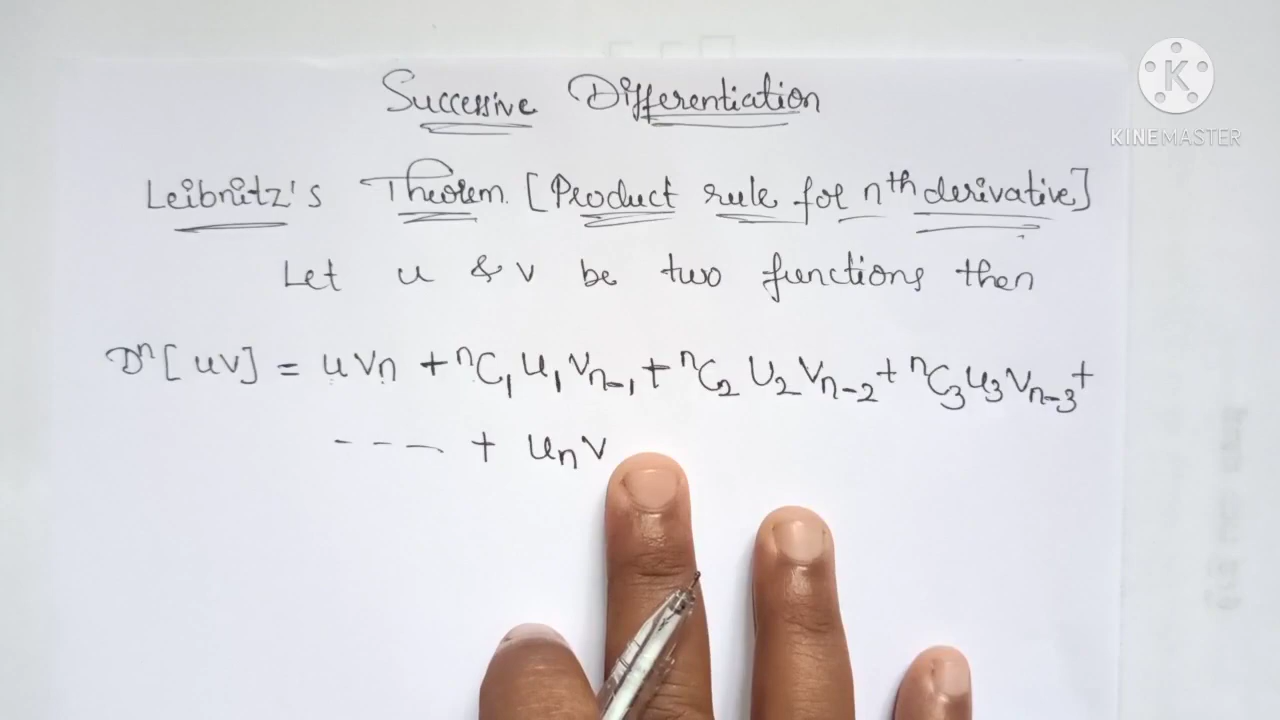 Successive Differentiation
K
KINEMASTER
Leibnitz's Theorem [Product rule for nth derivative]
Let u & v be two functions then
Dⁿ[uv] = uVₙ + ⁿC₁u₁Vₙ₋₁ + ⁿC₂U₂Vₙ₋₂ + ⁿC₃u₃Vₙ₋₃ +
---- + uₙv